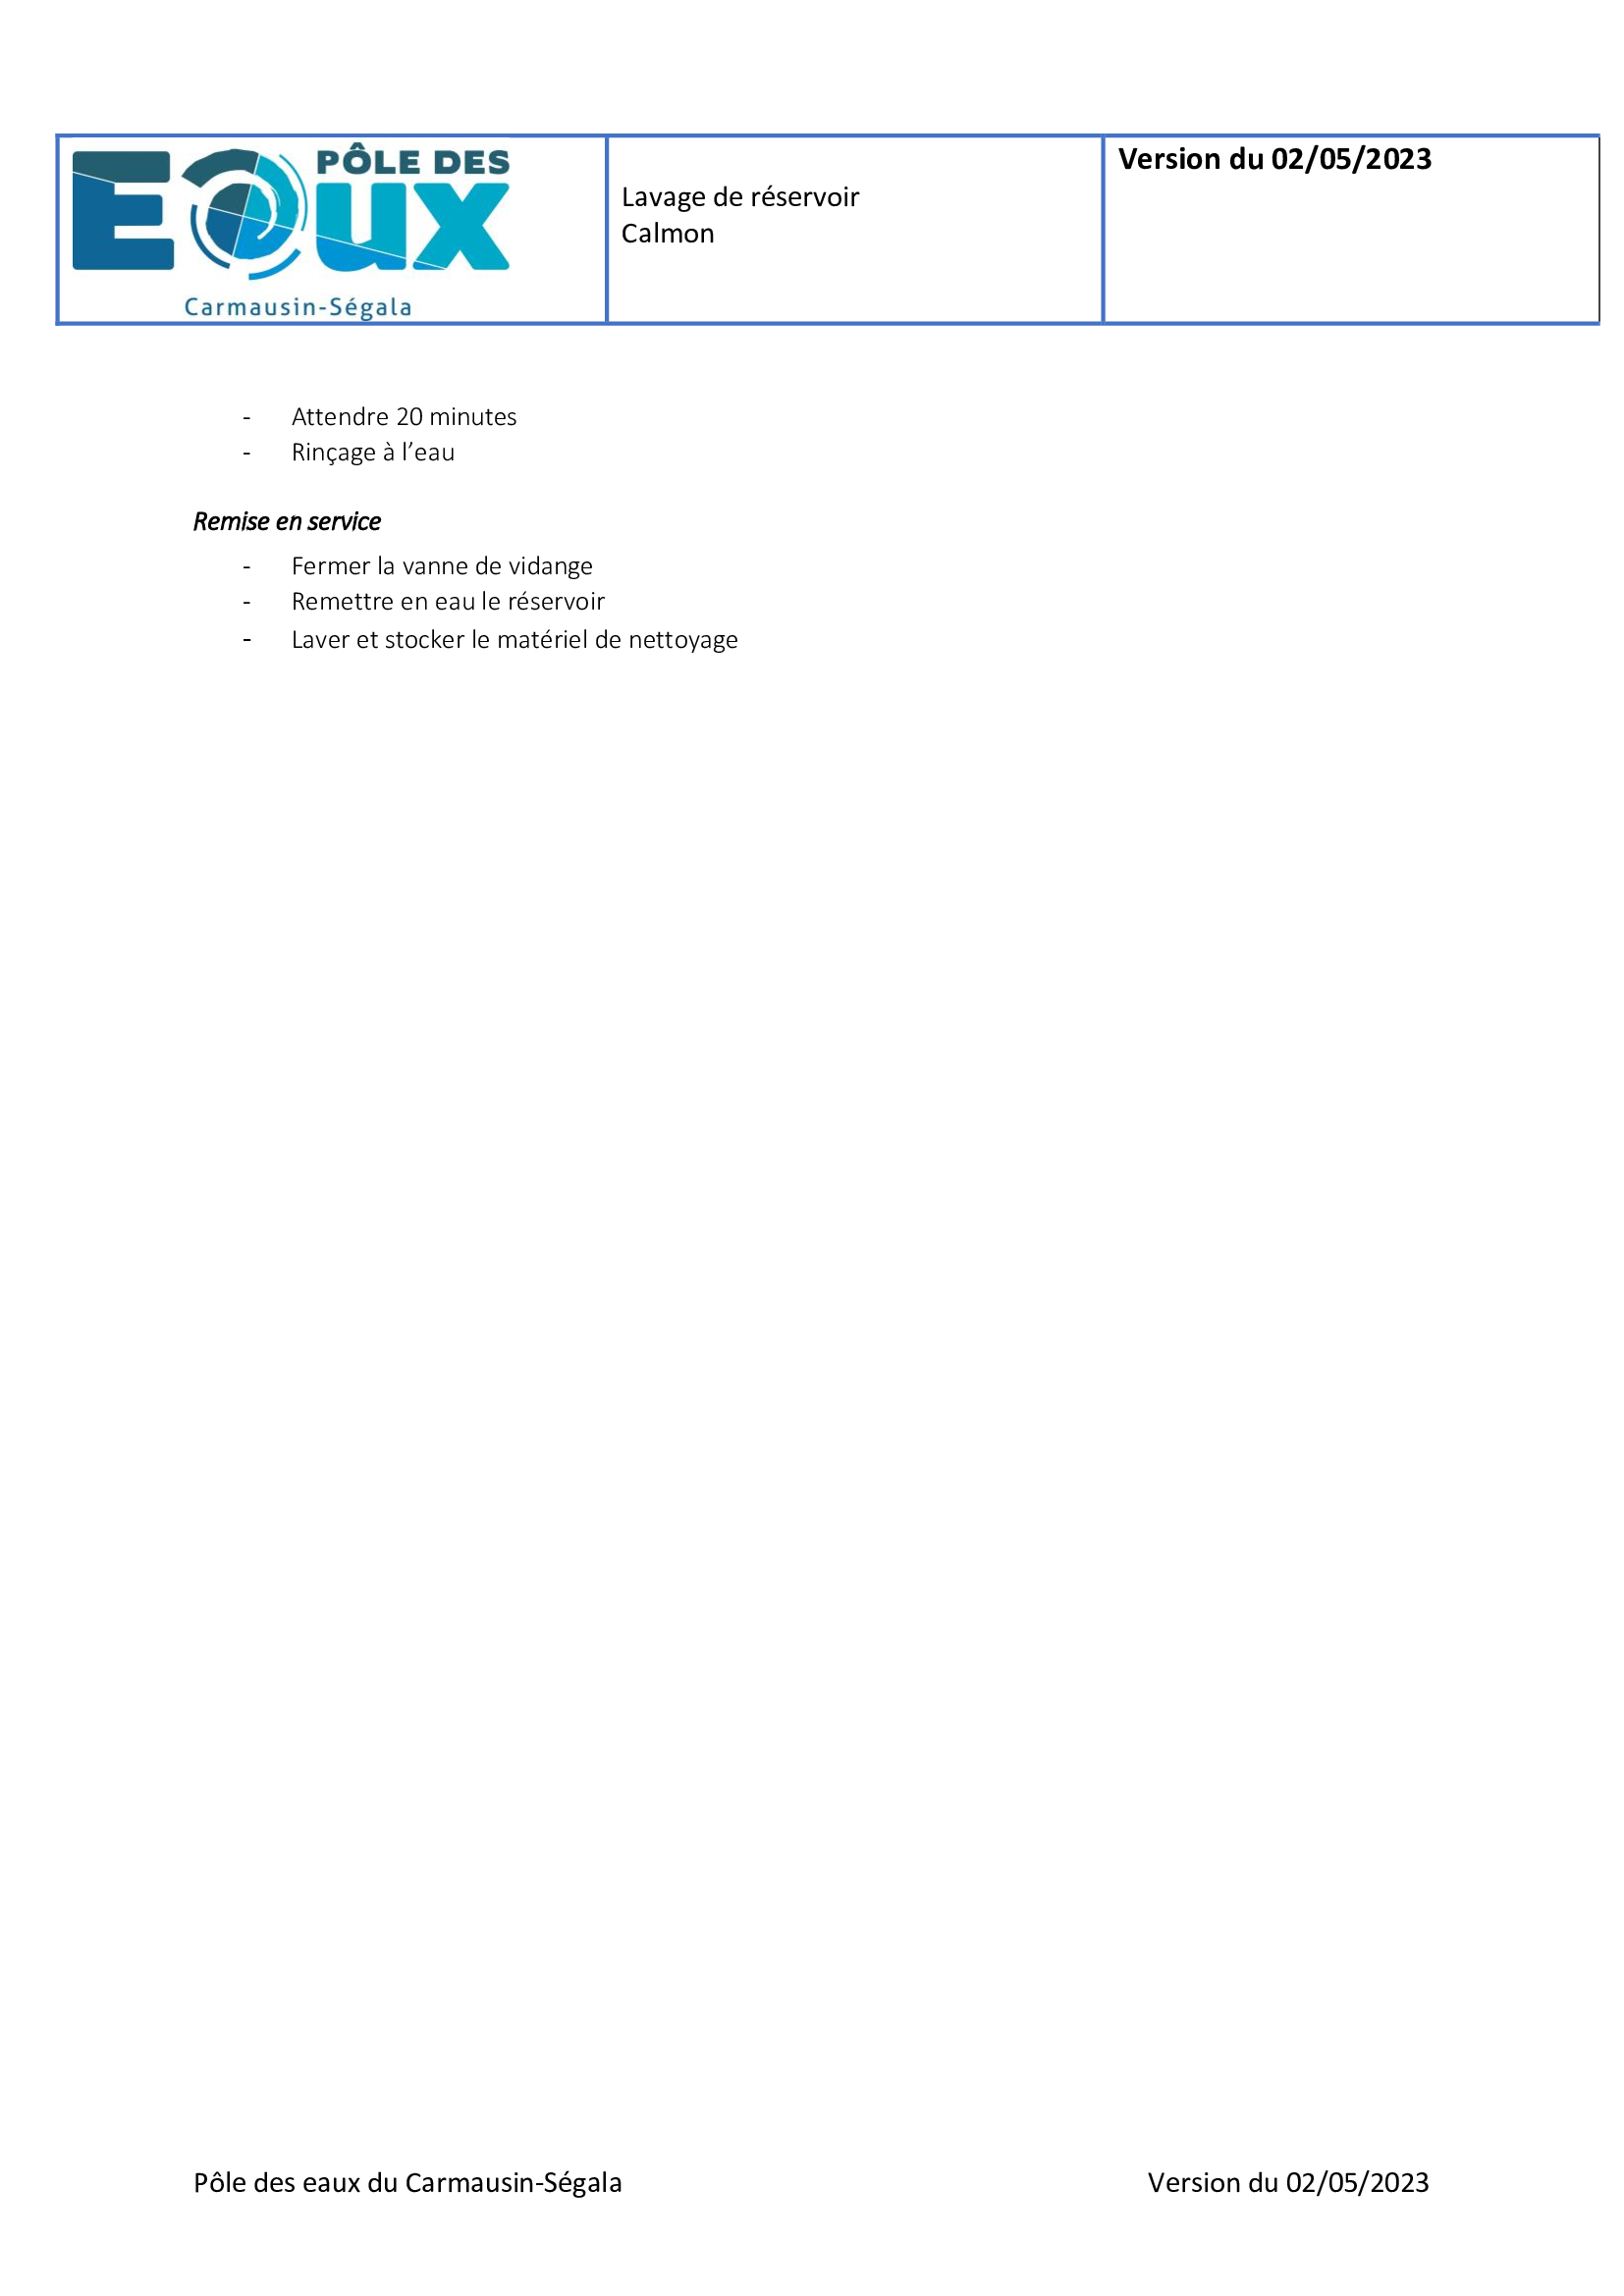 PÔLE DES
Eaux
Carmausin-Ségala
Lavage de réservoir
Calmon
Version du 02/05/2023
- Attendre 20 minutes
- Rinçage à l’eau
Remise en service
- Fermer la vanne de vidange
- Remettre en eau le réservoir
- Laver et stocker le matériel de nettoyage
Pôle des eaux du Carmausin-Ségala Version du 02/05/2023